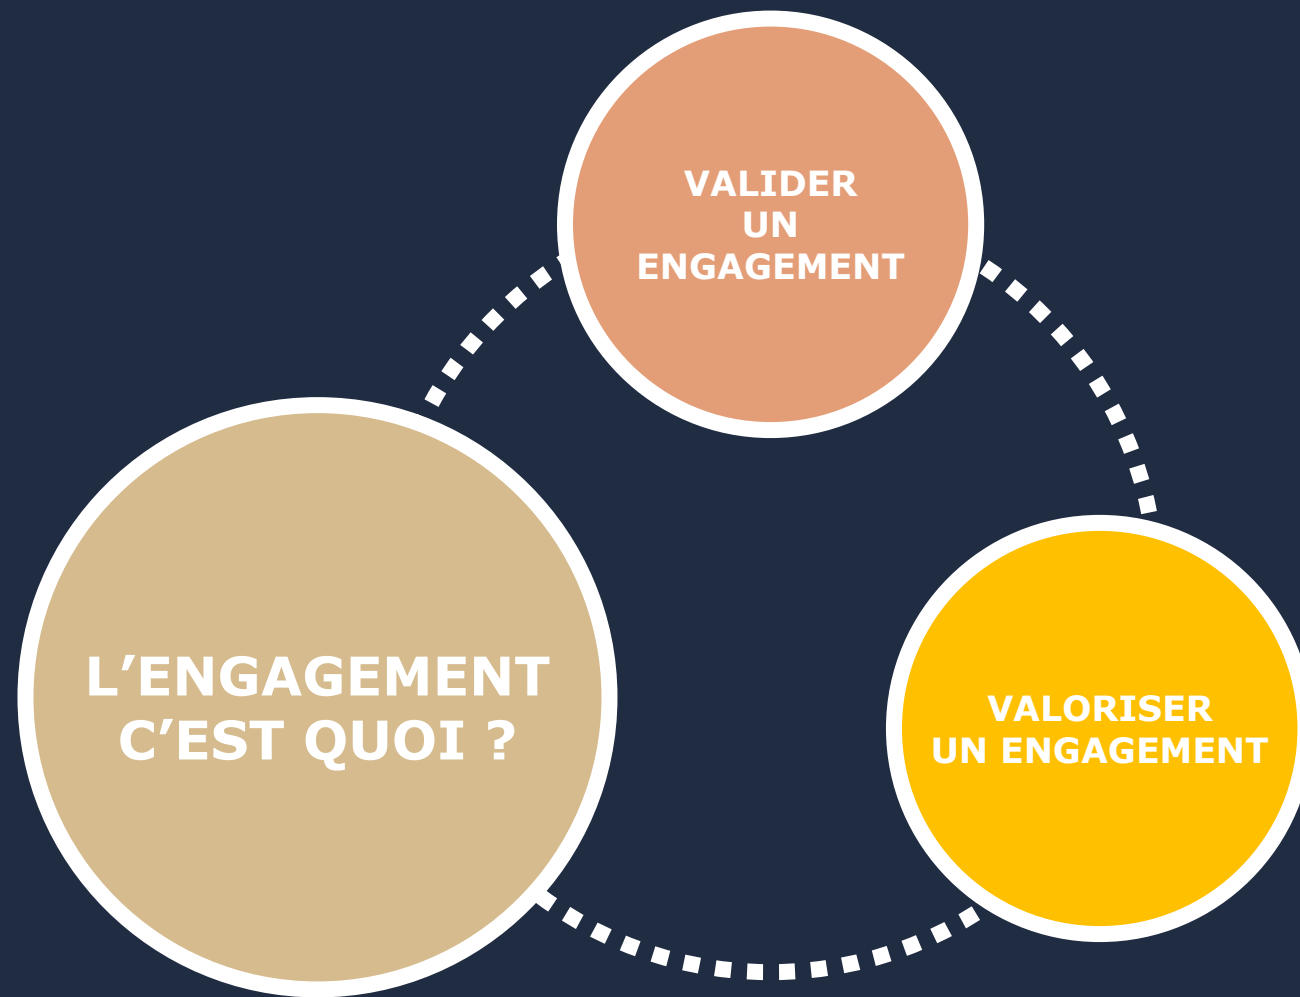 VALIDER
UN
ENGAGEMENT
L’ENGAGEMENT
C’EST QUOI ?
VALORISER
UN ENGAGEMENT